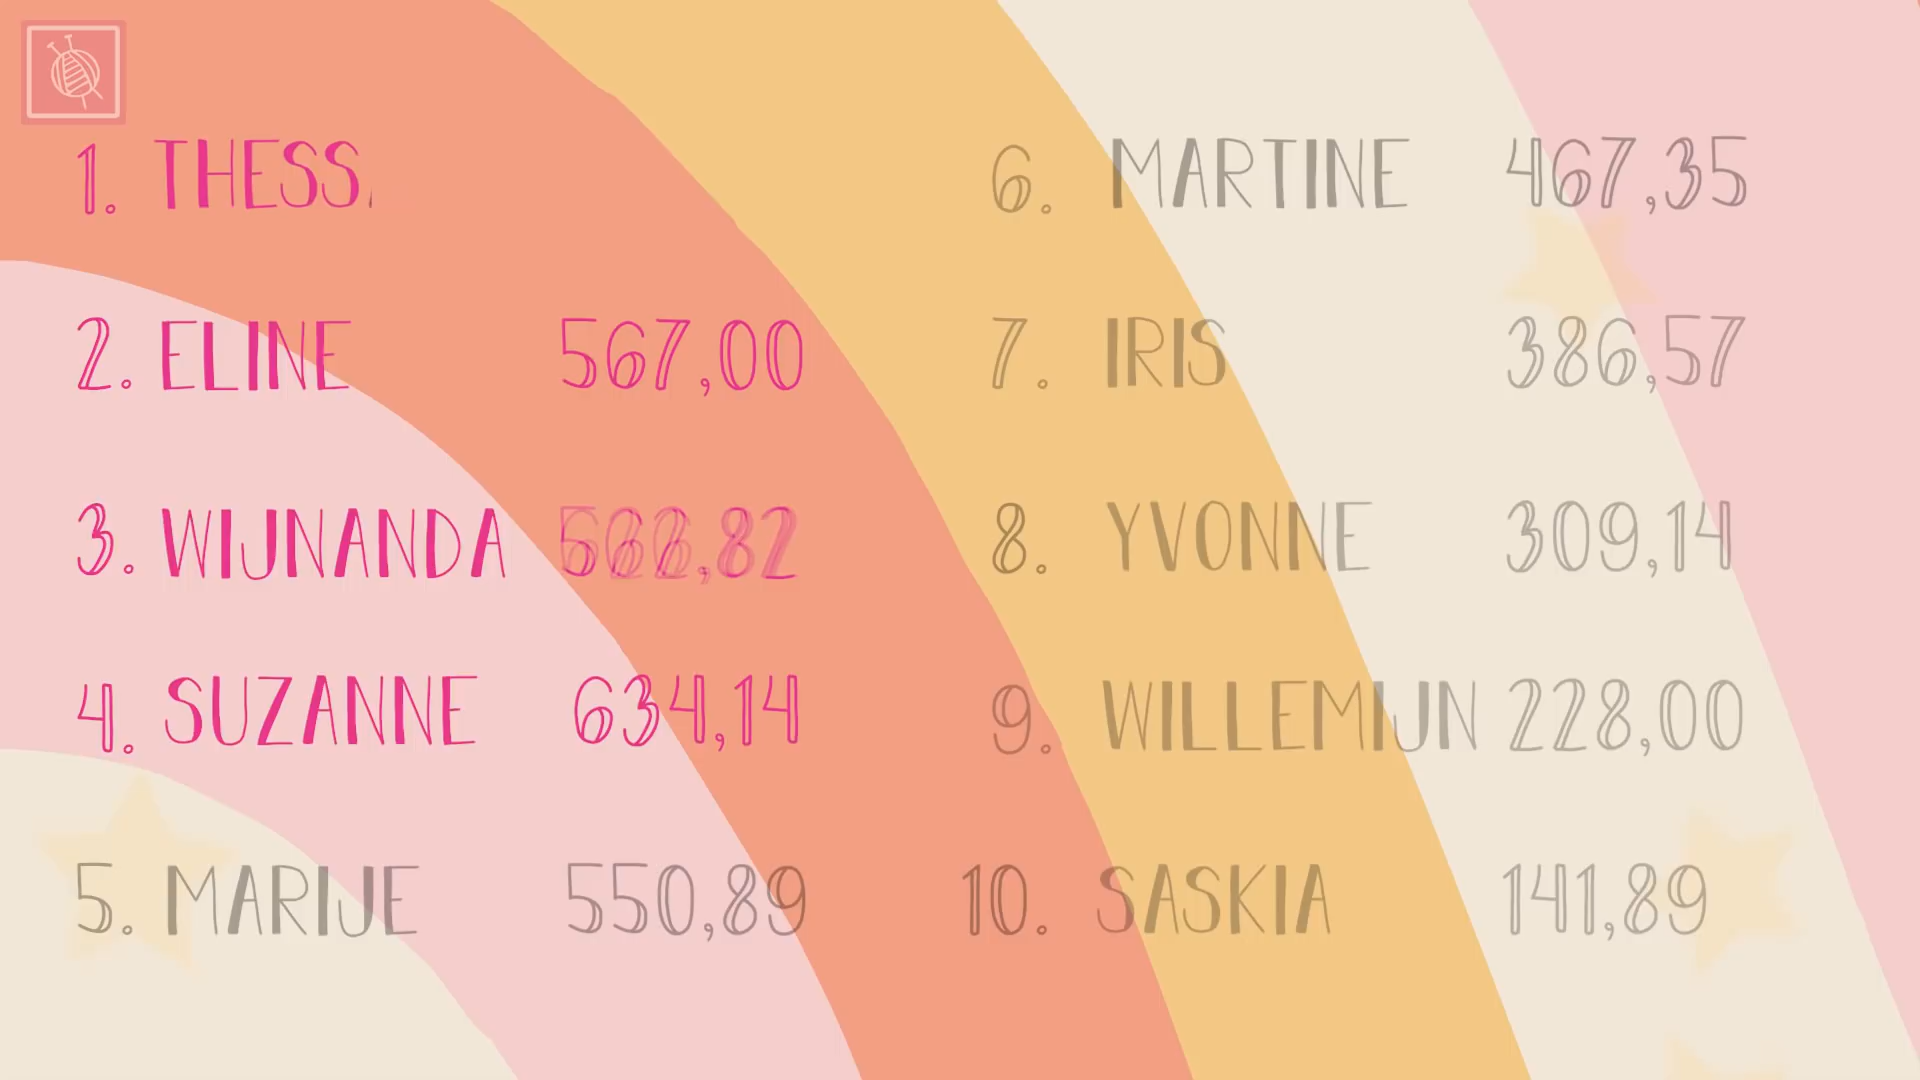 1. THESS
2. ELINE 567,00
3. WIJNANDA
4. SUZANNE 634,14
5. MARIJE 550,89
6. MARTINE 467,35
7. IRIS 386,57
8. YVONNE 309,14
9. WILLEMIJN 228,00
10. SASKIA 141,89